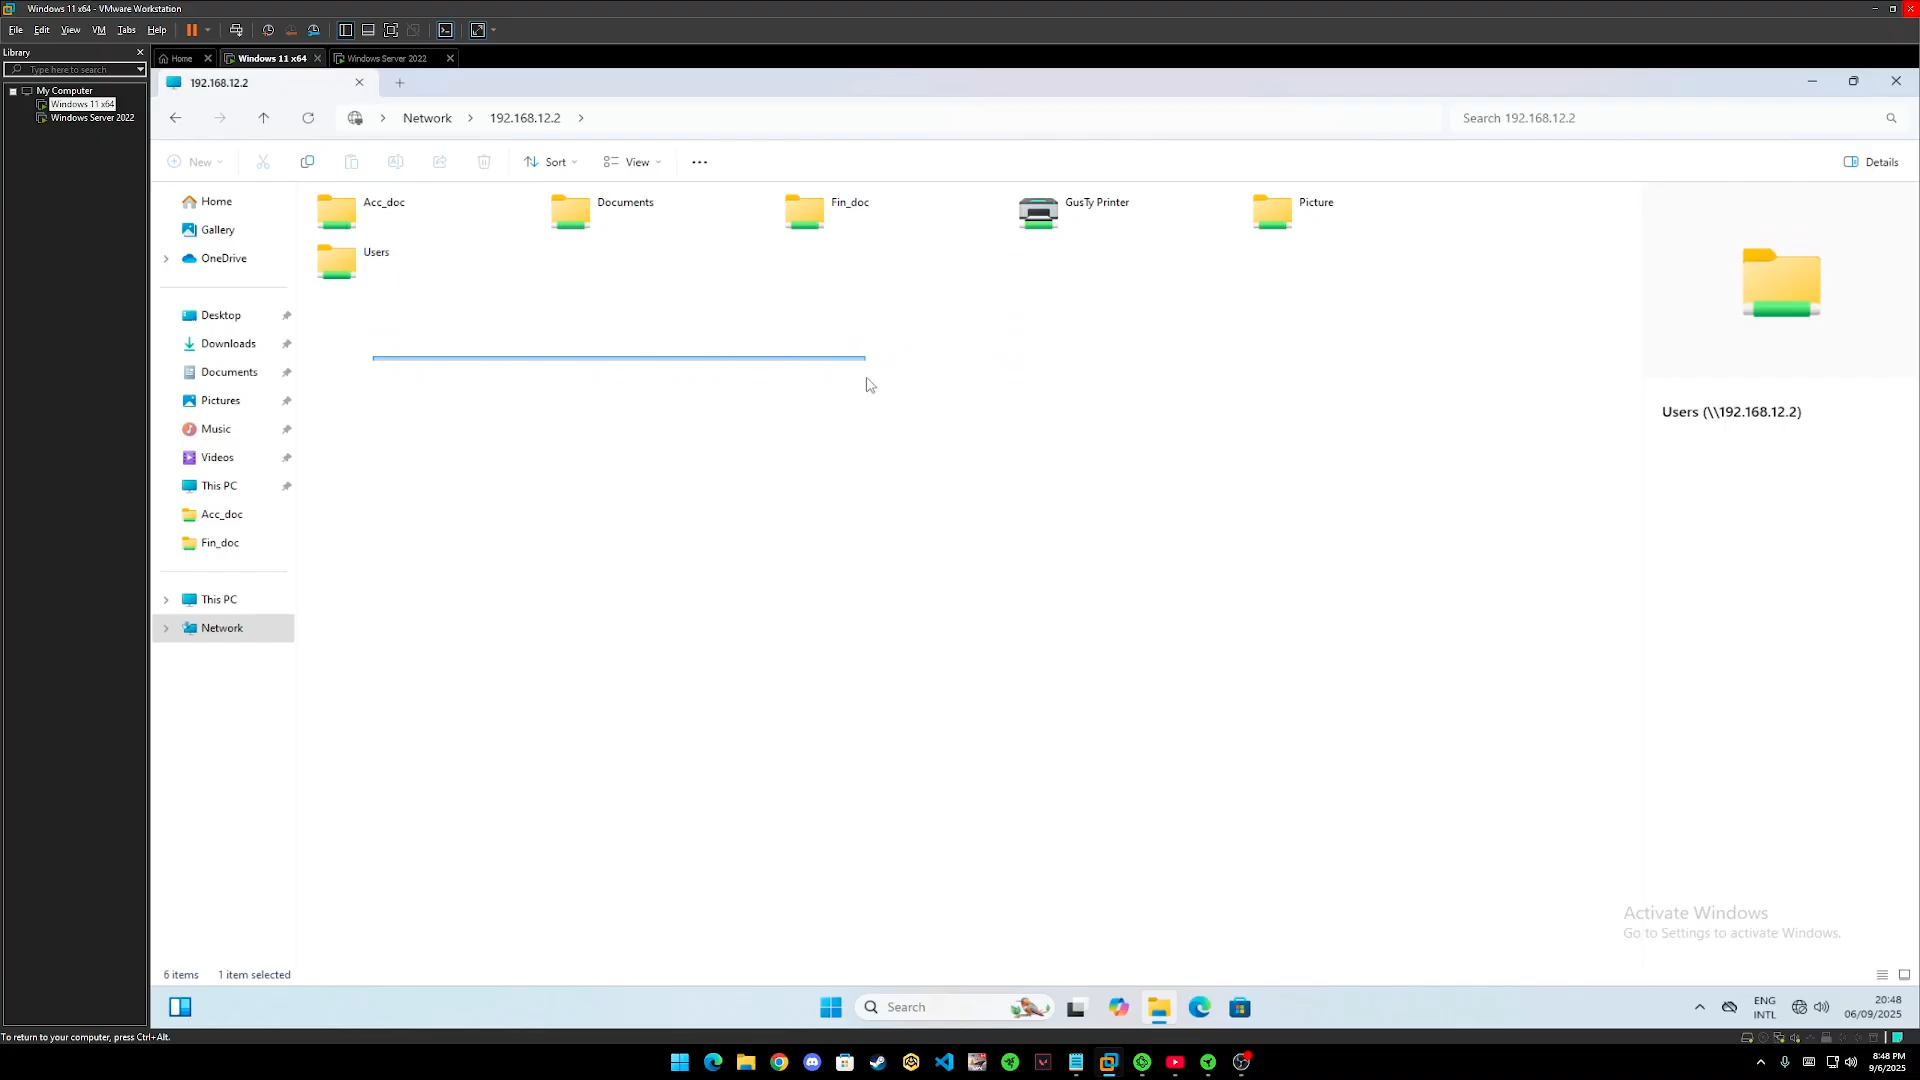 Windows 11 x64 - VMware Workstation
File Edit View VM Tabs Help
Library
Type here to search
My Computer
Windows 11 x64
Windows Server 2022
Home
Windows 11 x64
Windows Server 2022
192.168.12.2
Network 192.168.12.2
Search 192.168.12.2
New
Sort
View
Details
Home
Gallery
OneDrive
Desktop
Downloads
Documents
Pictures
Music
Videos
This PC
Acc_doc
Fin_doc
This PC
Network
Acc_doc
Documents
Fin_doc
GusTy Printer
Picture
Users
Users (\\192.168.12.2)
Activate Windows
Go to Settings to activate Windows.
6 items 1 item selected
Search
ENG
INTL
20:48
06/09/2025
To return to your computer, press Ctrl+Alt.
8:48 PM
9/6/2025